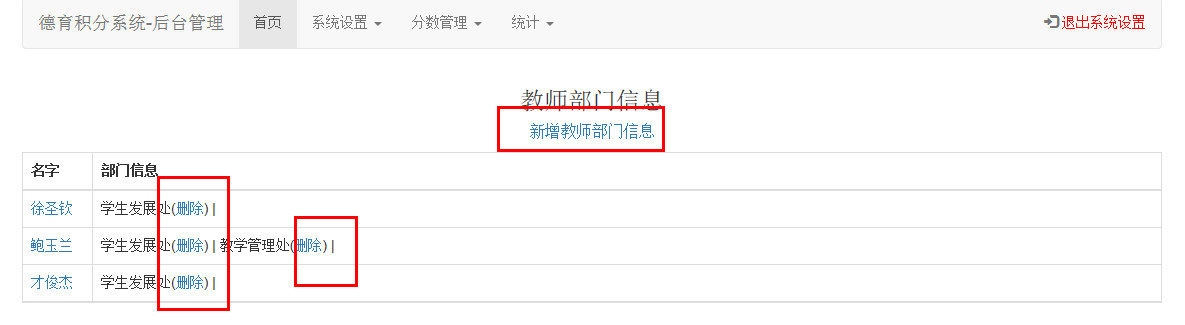 德育积分系统-后台管理 首页 系统设置 分数管理 统计 退出系统设置
教师部门信息
新增教师部门信息
名字 部门信息
徐圣钦 学生发展处(删除) |
鲍玉兰 学生发展处(删除) | 教学管理处(删除) |
才俊杰 学生发展处(删除) |